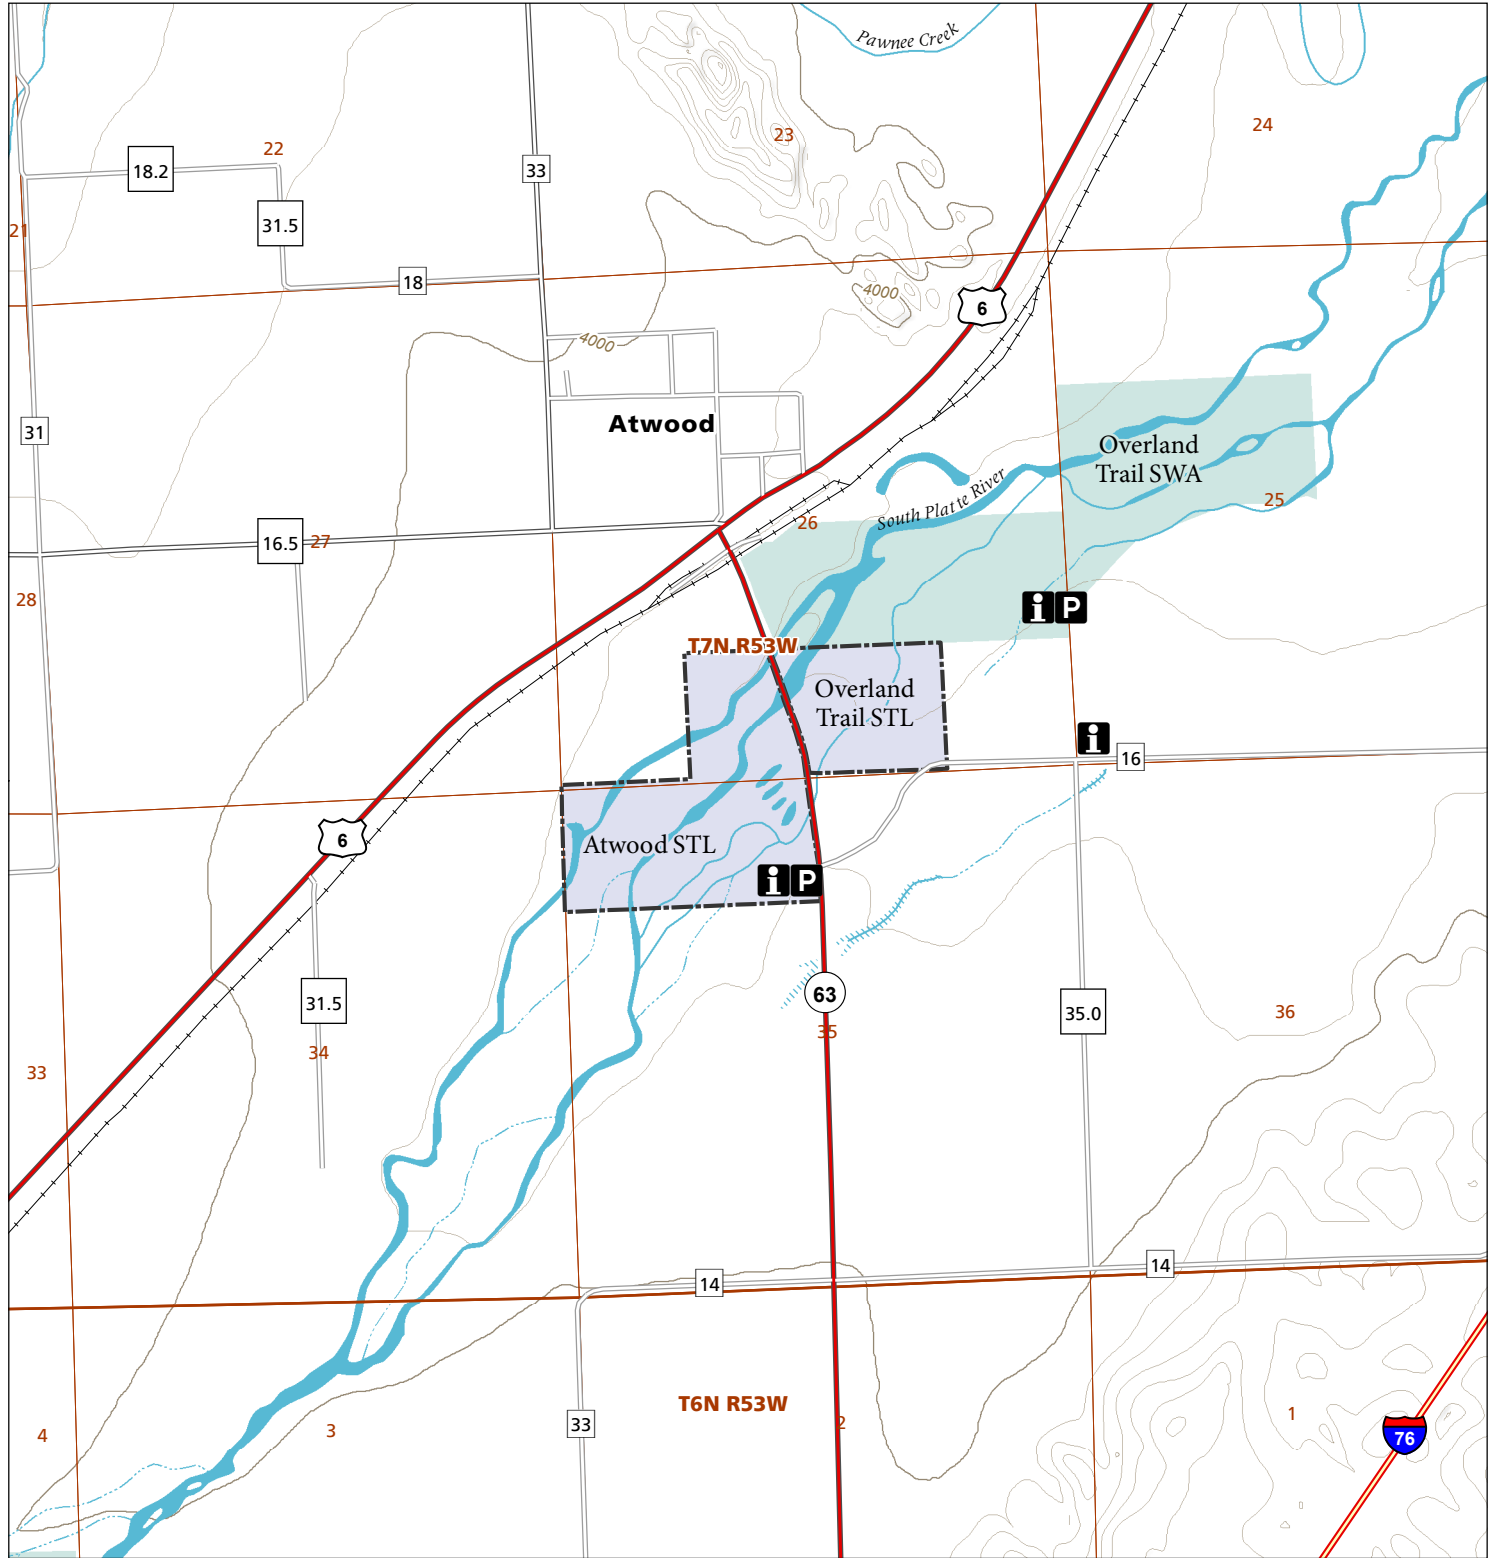 Pawnee Creek
24
23
22
18.2
33
31.5
21
18
4000
6
4000
31
Atwood
Overland
Trail SWA
South Platte River
25
26
16.5
27
28
i P
T7N R53W
Overland
Trail STL
i
16
6
Atwood STL
i P
63
31.5
35.0
36
35
34
33
14
14
T6N R53W
1
2
33
3
4
76